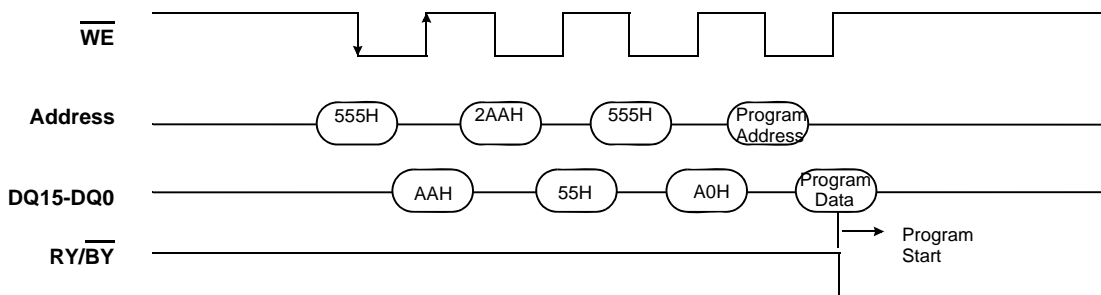 WE
Address
555H
2AAH
555H
Program
Address
DQ15-DQ0
AAH
55H
A0H
Program
Data
RY/BY
Program
Start